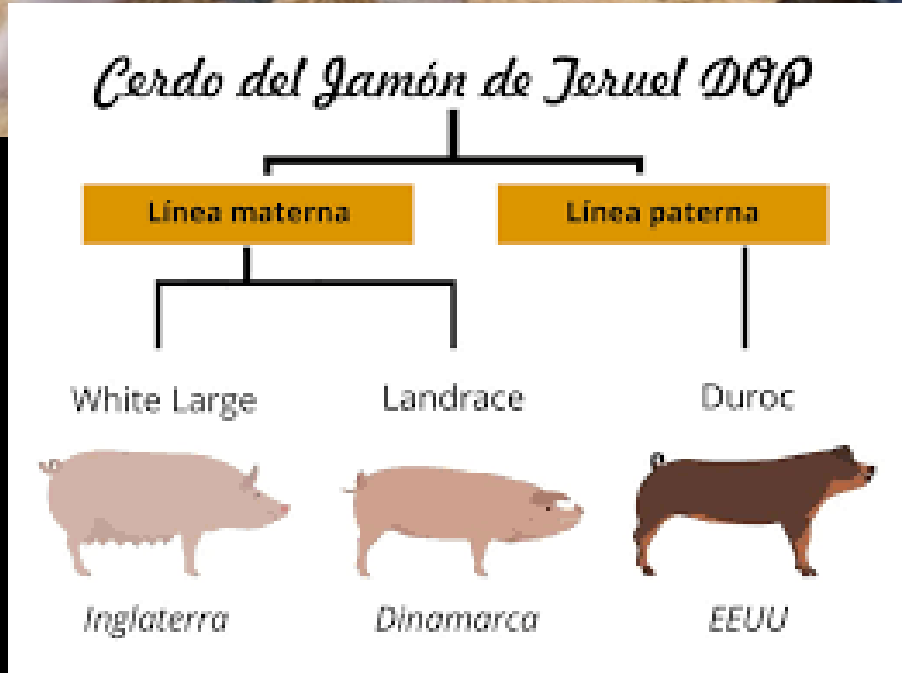 Cerdo del Jamón de Teruel DOP
Línea materna
Línea paterna
White Large
Landrace
Duroc
Inglaterra
Dinamarca
EEUU